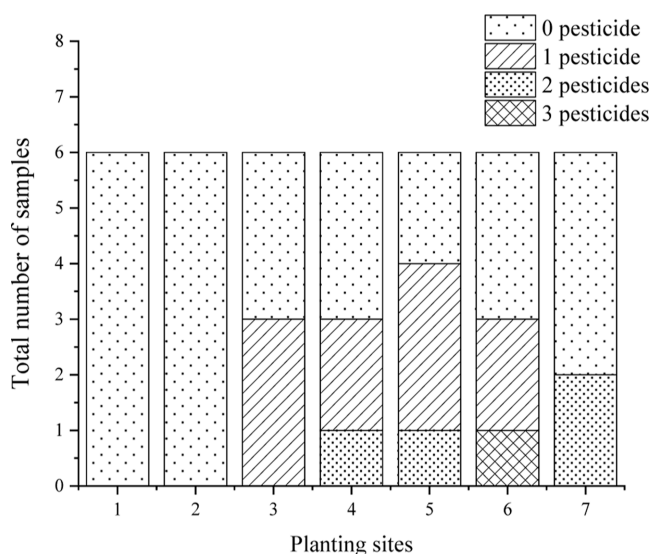 0 pesticide
1 pesticide
2 pesticides
3 pesticides
Total number of samples
8
7
6
5
4
3
2
1
0
1 2 3 4 5 6 7
Planting sites